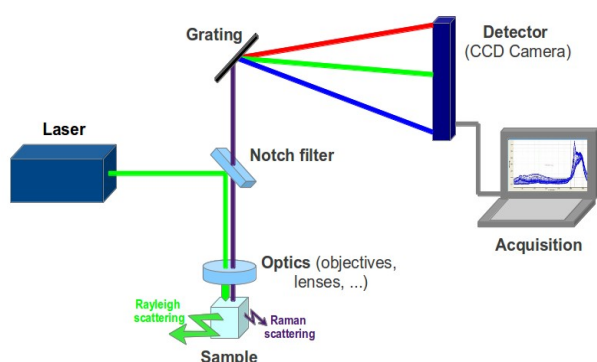 Grating
Detector
(CCD Camera)
Laser
Notch filter
Acquisition
Optics (objectives,
lenses, ...)
Rayleigh
scattering
Raman
scattering
Sample